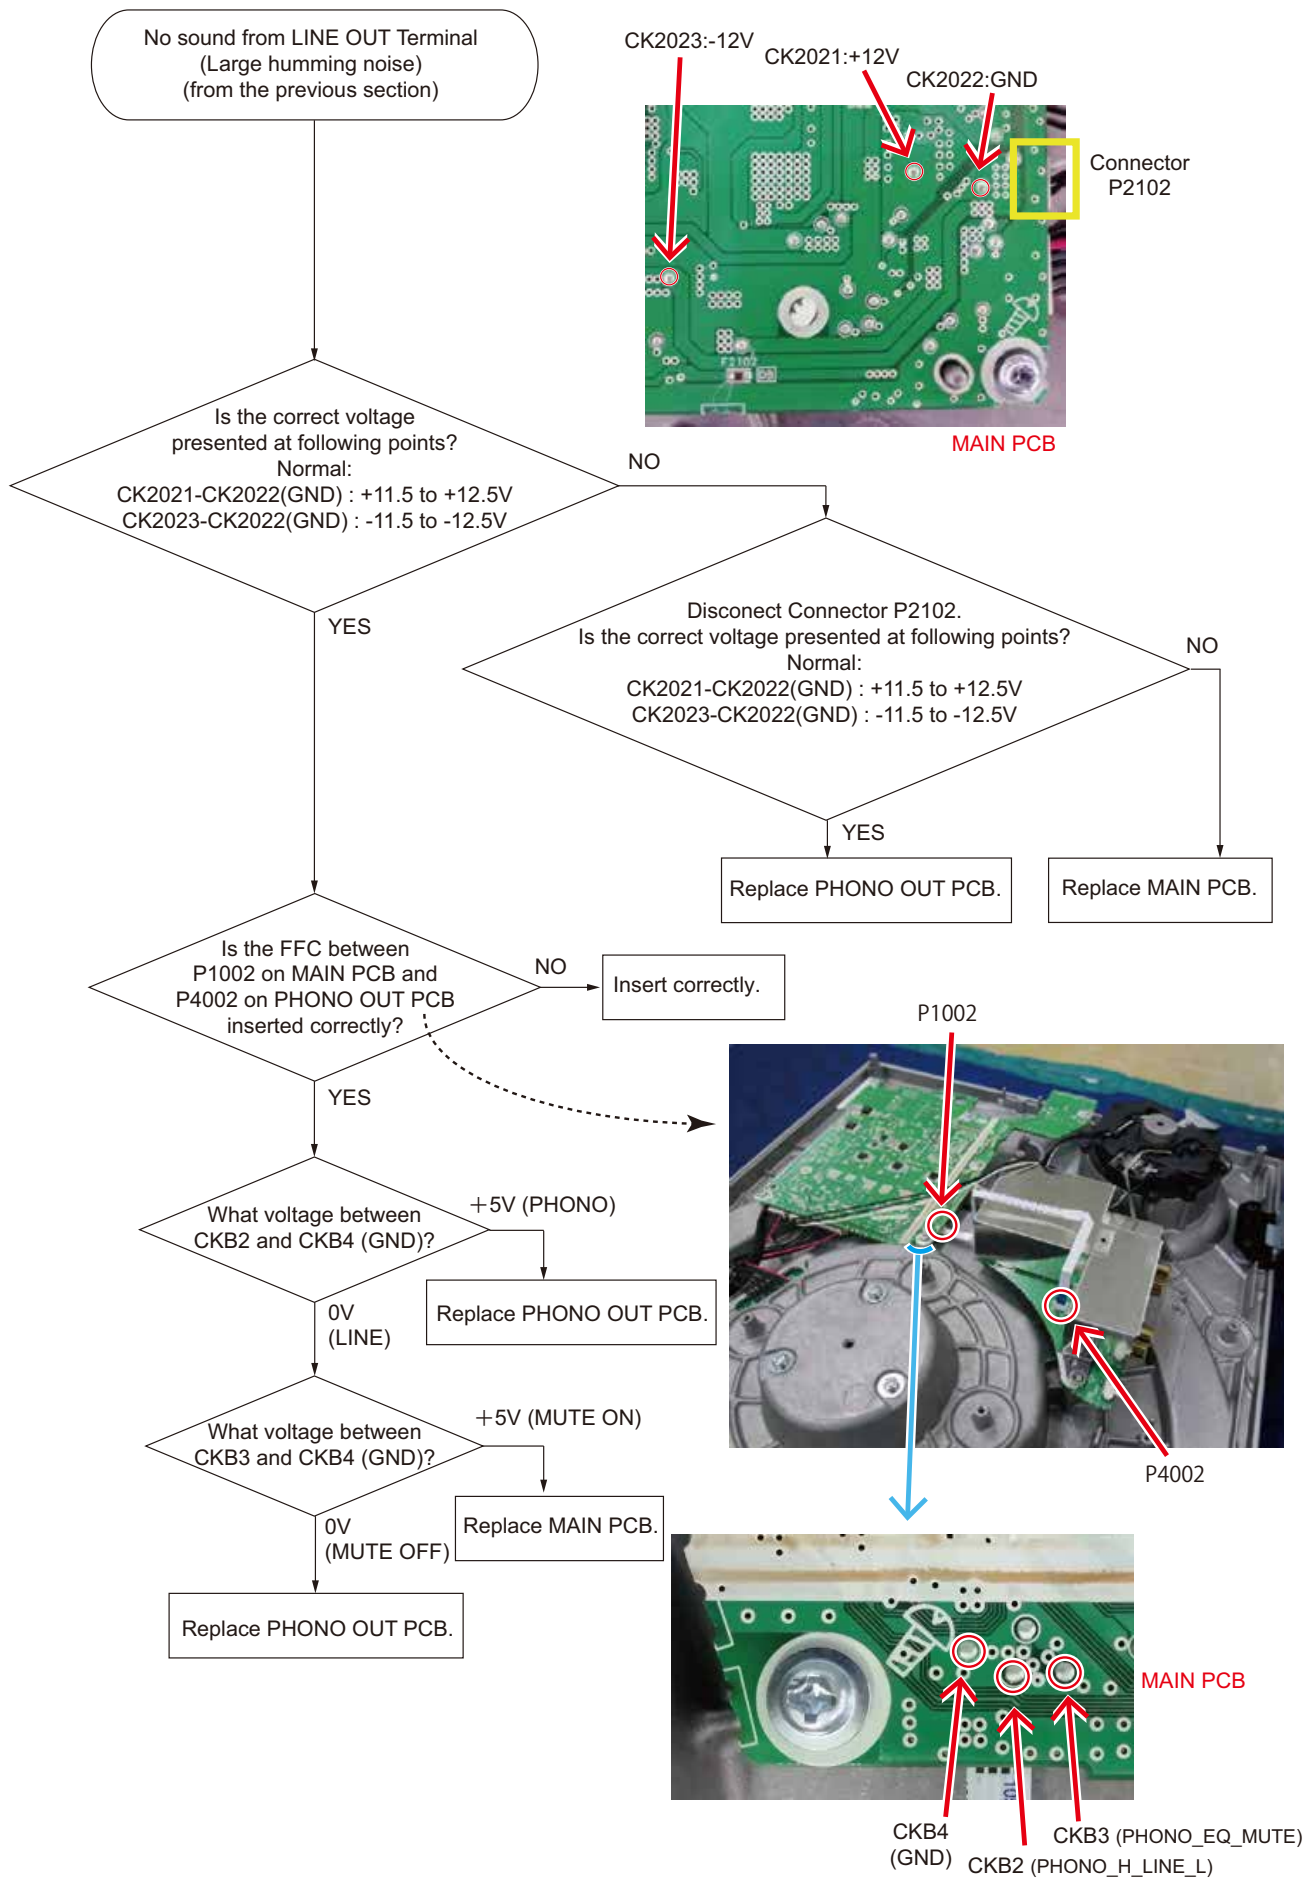 No sound from LINE OUT Terminal
(Large humming noise)
(from the previous section)
CK2023:-12V
CK2021:+12V
CK2022:GND
Connector
P2102
F2102
MAIN PCB
Is the correct voltage
presented at following points?
Normal:
CK2021-CK2022(GND) : +11.5 to +12.5V
CK2023-CK2022(GND) : -11.5 to -12.5V
NO
YES
Disconect Connector P2102.
Is the correct voltage presented at following points?
Normal:
CK2021-CK2022(GND) : +11.5 to +12.5V
CK2023-CK2022(GND) : -11.5 to -12.5V
NO
YES
Replace PHONO OUT PCB.
Replace MAIN PCB.
Is the FFC between
P1002 on MAIN PCB and
P4002 on PHONO OUT PCB
inserted correctly?
NO
Insert correctly.
YES
P1002
P4002
What voltage between
CKB2 and CKB4 (GND)?
+5V (PHONO)
Replace PHONO OUT PCB.
0V
(LINE)
What voltage between
CKB3 and CKB4 (GND)?
+5V (MUTE ON)
Replace MAIN PCB.
0V
(MUTE OFF)
Replace PHONO OUT PCB.
MAIN PCB
CKB4
(GND)
CKB2 (PHONO_H_LINE_L)
CKB3 (PHONO_EQ_MUTE)